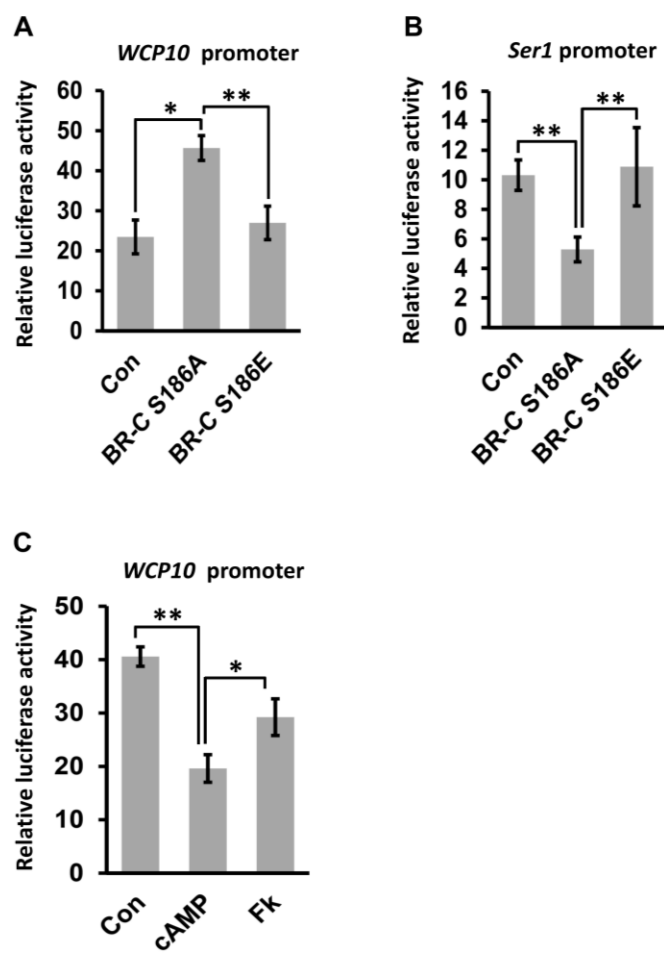 A
WCP10 promoter
Relative luciferase activity
60
50
40
30
20
10
0
*
**
Con
BR-C S186A
BR-C S186E
B
Ser1 promoter
Relative luciferase activity
16
14
12
10
8
6
4
2
0
**
**
Con
BR-C S186A
BR-C S186E
C
WCP10 promoter
Relative luciferase activity
50
40
30
20
10
0
**
*
Con
cAMP
Fk